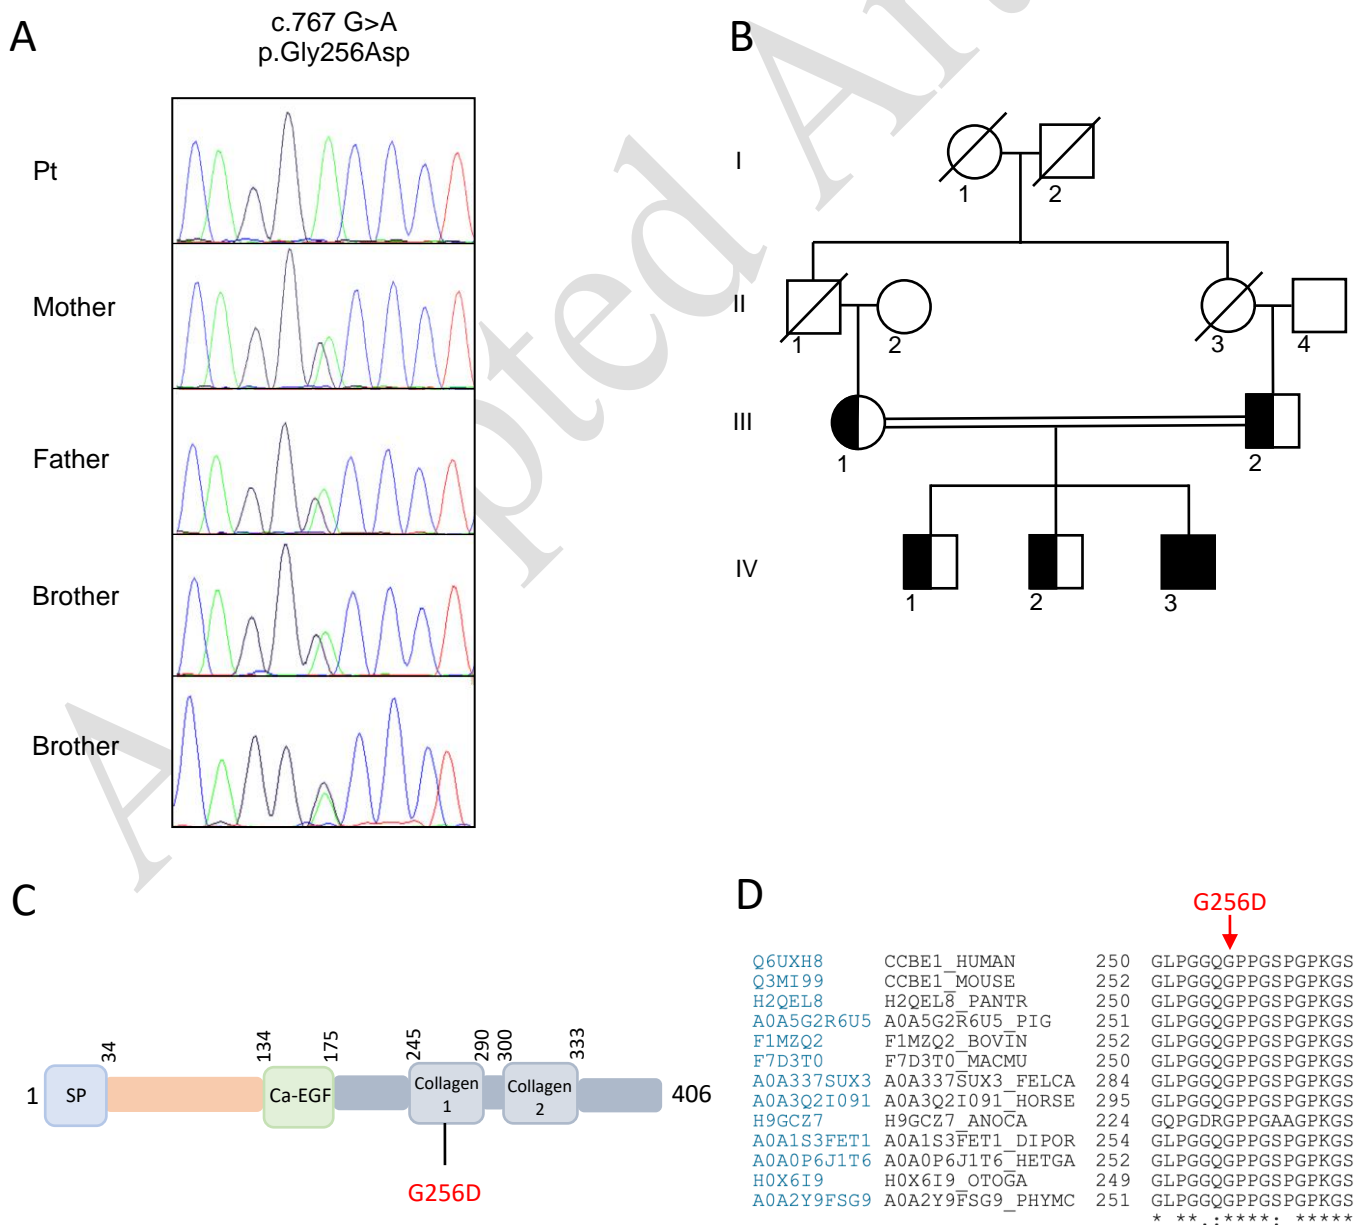 A
c.767 G>A
p.Gly256Asp
Pt
Mother
Father
Brother
Brother
B
I
1
2
II
1
2
3
4
III
1
2
IV
1
2
3
C
1
SP
34
134
Ca-EGF
175
245
Collagen
1
290
300
Collagen
2
333
406
G256D
D
G256D
Q6UXH8 CCBE1_HUMAN 250 GLPGGQGPPGSPGPKGS
Q3MI99 CCBE1_MOUSE 252 GLPGGQGPPGSPGPKGS
H2QEL8 H2QEL8_PANTR 250 GLPGGQGPPGSPGPKGS
A0A5G2R6U5 A0A5G2R6U5_PIG 251 GLPGGQGPPGSPGPKGS
F1MZQ2 F1MZQ2_BOVIN 252 GLPGGQGPPGSPGPKGS
F7D3T0 F7D3T0_MACMU 250 GLPGGQGPPGSPGPKGS
A0A337SUX3 A0A337SUX3_FELCA 284 GLPGGQGPPGSPGPKGS
A0A3Q2I091 A0A3Q2I091_HORSE 295 GLPGGQGPPGSPGPKGS
H9GCZ7 H9GCZ7_ANOCA 224 GQPGDRGPPGAAGPKGS
A0A1S3FET1 A0A1S3FET1_DIPOR 254 GLPGGQGPPGSPGPKGS
A0A0P6J1T6 A0A0P6J1T6_HETGA 252 GLPGGQGPPGSPGPKGS
H0X6I9 H0X6I9_OTOGA 249 GLPGGQGPPGSPGPKGS
A0A2Y9FSG9 A0A2Y9FSG9_PHYMC 251 GLPGGQGPPGSPGPKGS
* **.:****: *****